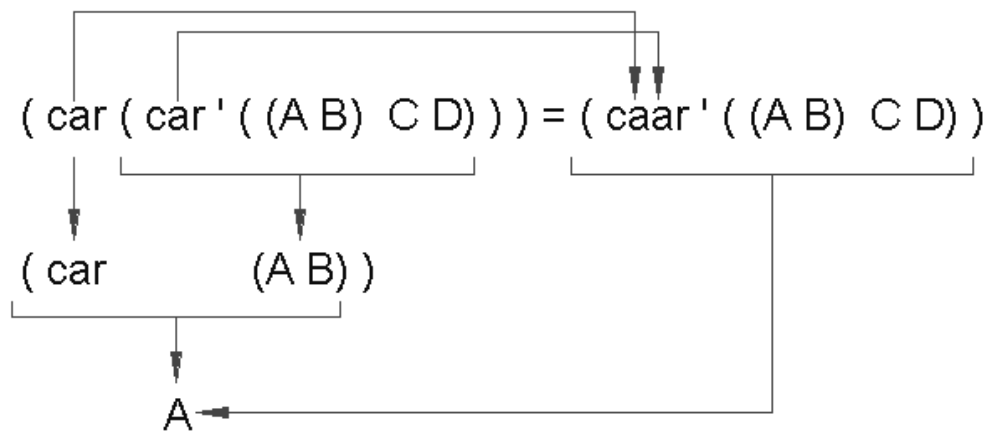 ( car ( car ' ( (A B) C D) ) ) = ( caar ' ( (A B) C D) )
( car (A B) )
A